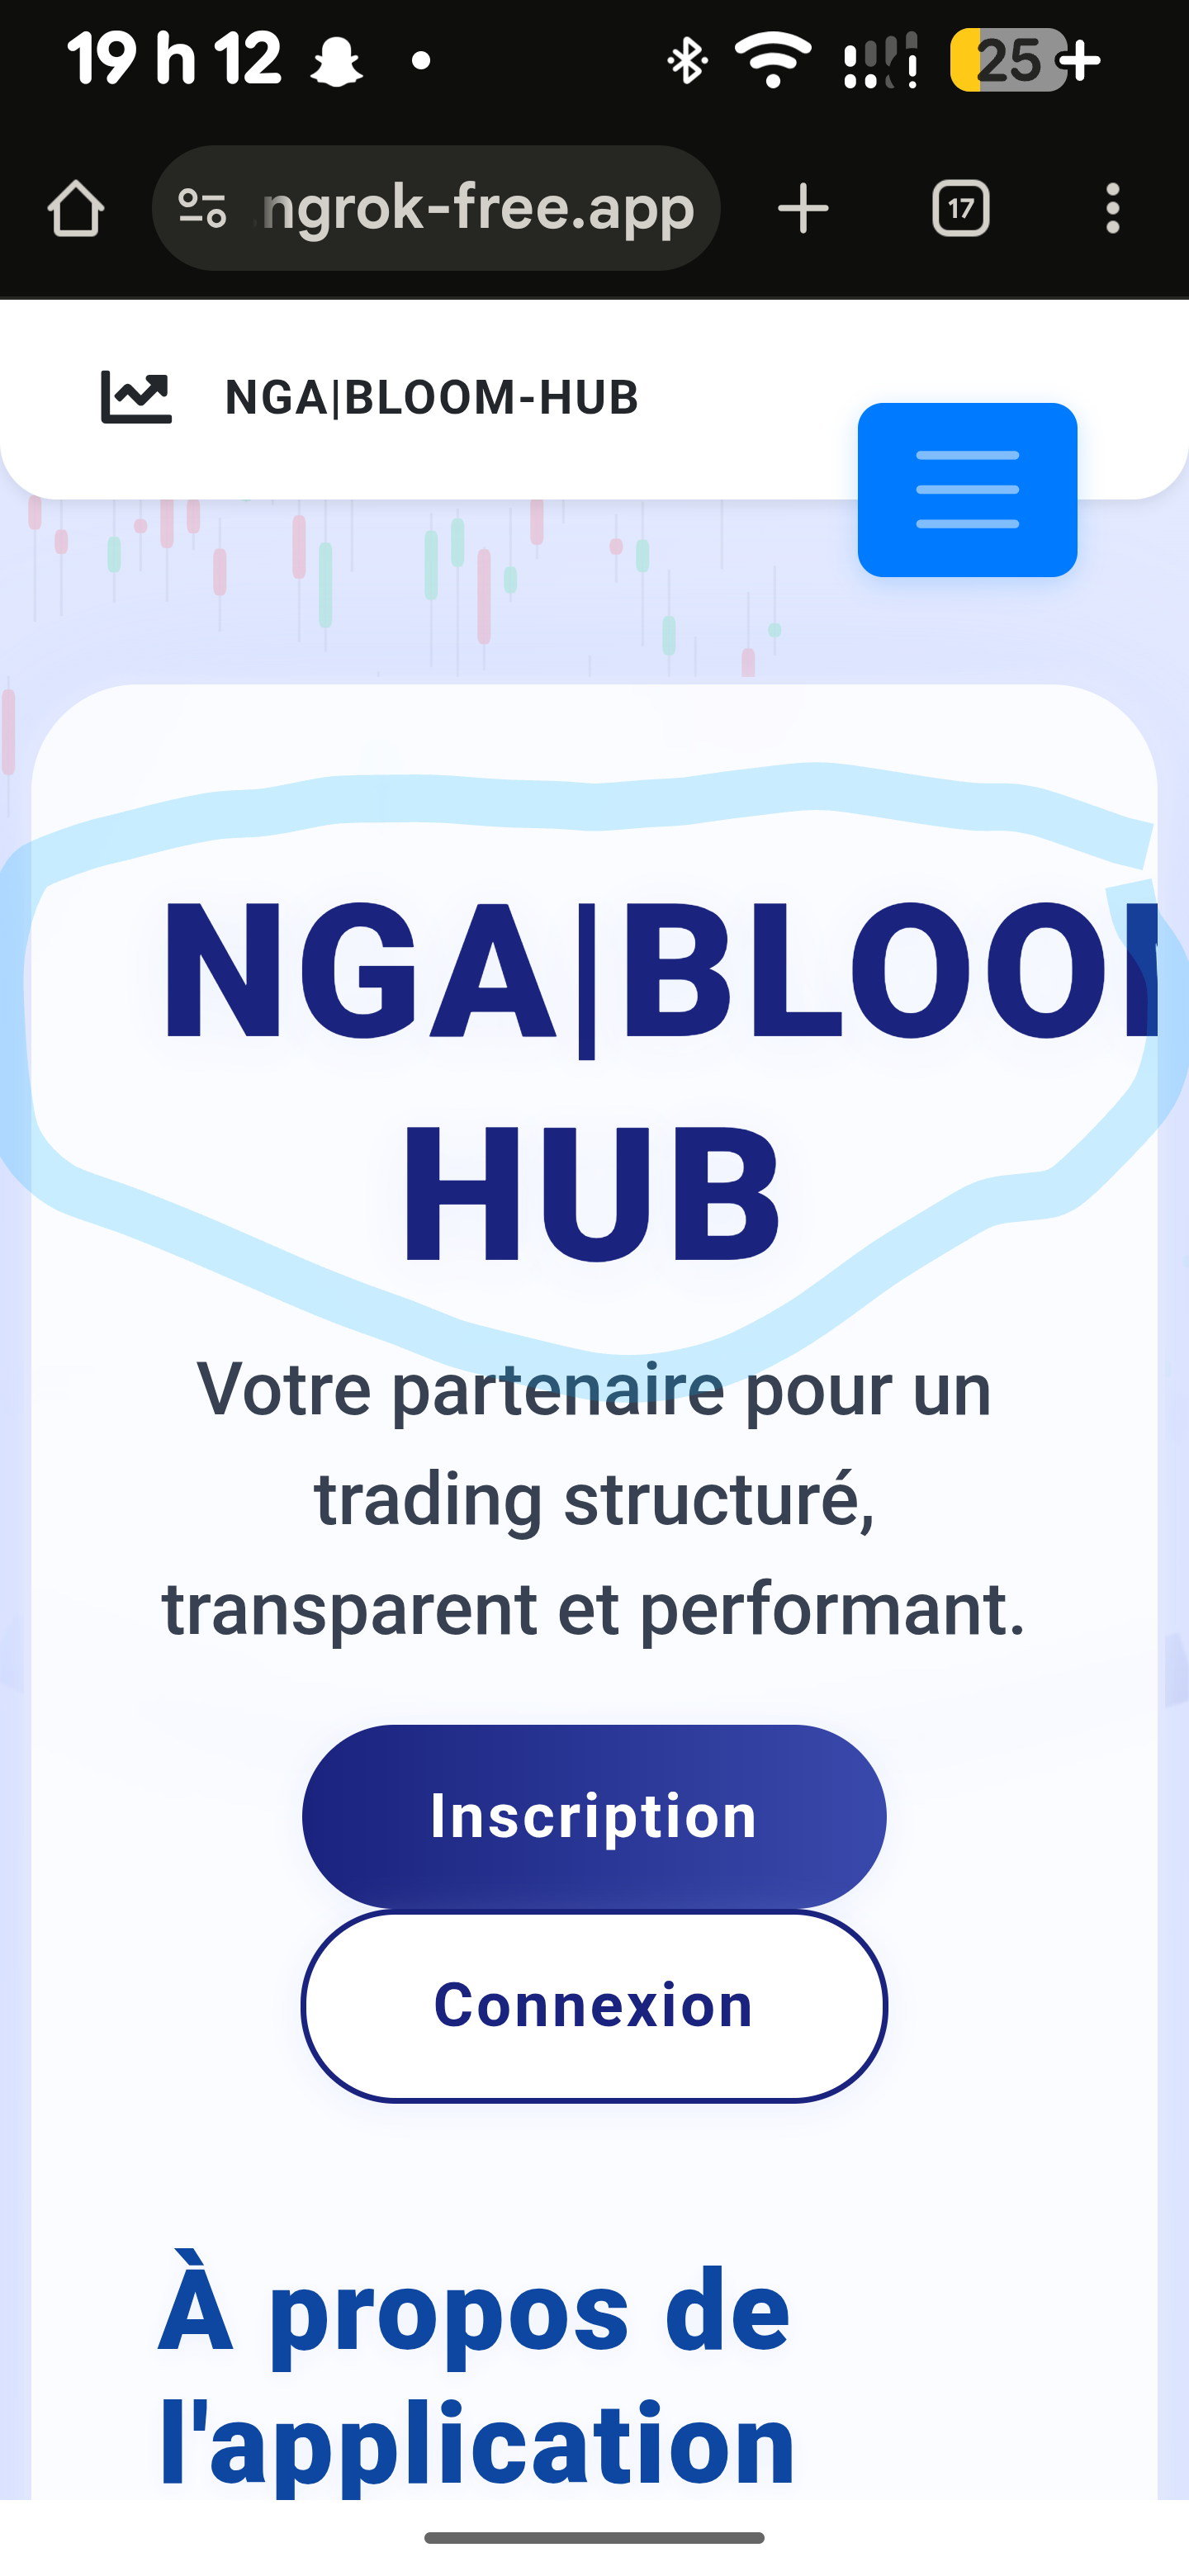 19 h 12
25
ngrok-free.app
17
NGA|BLOOM-HUB
NGA|BLOO
HUB
Votre partenaire pour un
trading structuré,
transparent et performant.
Inscription
Connexion
À propos de
l'application